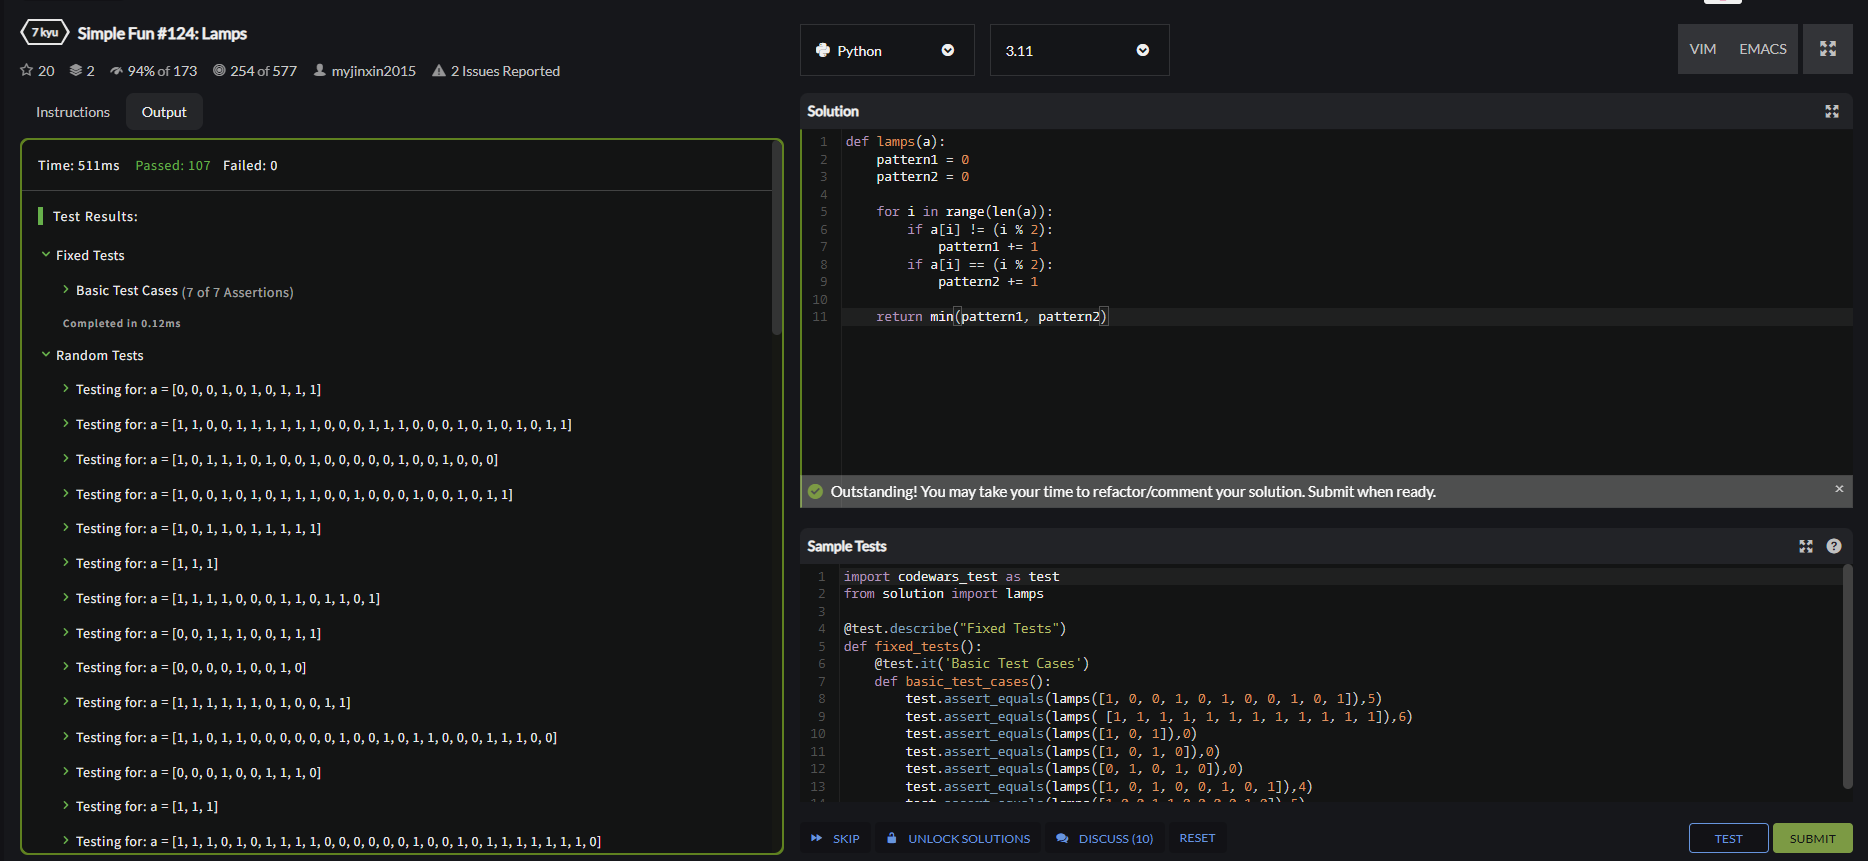 7 kyu Simple Fun #124: Lamps
20 2 94% of 173 254 of 577 myjinxin2015 2 Issues Reported
Instructions Output
Time: 511ms Passed: 107 Failed: 0
Test Results:
Fixed Tests
Basic Test Cases (7 of 7 Assertions)
Completed in 0.12ms
Random Tests
Testing for: a = [0, 0, 0, 1, 0, 1, 0, 1, 1, 1]
Testing for: a = [1, 1, 0, 0, 1, 1, 1, 1, 1, 1, 0, 0, 0, 1, 1, 1, 0, 0, 0, 1, 0, 1, 0, 1, 0, 1, 1]
Testing for: a = [1, 0, 1, 1, 1, 0, 1, 0, 0, 1, 0, 0, 0, 0, 0, 1, 0, 0, 1, 0, 0, 0]
Testing for: a = [1, 0, 0, 1, 0, 1, 0, 1, 1, 1, 0, 0, 1, 0, 0, 0, 1, 0, 0, 1, 0, 1, 1]
Testing for: a = [1, 0, 1, 1, 0, 1, 1, 1, 1, 1]
Testing for: a = [1, 1, 1]
Testing for: a = [1, 1, 1, 1, 0, 0, 0, 1, 1, 0, 1, 1, 0, 1]
Testing for: a = [0, 0, 1, 1, 1, 0, 0, 1, 1, 1]
Testing for: a = [0, 0, 0, 0, 1, 0, 0, 1, 0]
Testing for: a = [1, 1, 1, 1, 1, 1, 0, 1, 0, 0, 1, 1]
Testing for: a = [1, 1, 0, 1, 1, 0, 0, 0, 0, 0, 0, 1, 0, 0, 1, 0, 1, 1, 0, 0, 0, 1, 1, 1, 0, 0]
Testing for: a = [0, 0, 0, 1, 0, 0, 1, 1, 1, 0]
Testing for: a = [1, 1, 1]
Testing for: a = [1, 1, 1, 0, 1, 0, 1, 1, 1, 1, 0, 0, 0, 0, 0, 0, 1, 0, 0, 1, 0, 1, 1, 1, 1, 1, 1, 1, 0]
Python 3.11 VIM EMACS
Solution
1 def lamps(a):
2 pattern1 = 0
3 pattern2 = 0
4
5 for i in range(len(a)):
6 if a[i] != (i % 2):
7 pattern1 += 1
8 if a[i] == (i % 2):
9 pattern2 += 1
10
11 return min(pattern1, pattern2)
Outstanding! You may take your time to refactor/comment your solution. Submit when ready. ×
Sample Tests ?
1 import codewars_test as test
2 from solution import lamps
3
4 @test.describe("Fixed Tests")
5 def fixed_tests():
6 @test.it('Basic Test Cases')
7 def basic_test_cases():
8 test.assert_equals(lamps([1, 0, 0, 1, 0, 1, 0, 0, 1, 0, 1]),5)
9 test.assert_equals(lamps( [1, 1, 1, 1, 1, 1, 1, 1, 1, 1, 1, 1]),6)
10 test.assert_equals(lamps([1, 0, 1]),0)
11 test.assert_equals(lamps([1, 0, 1, 0]),0)
12 test.assert_equals(lamps([0, 1, 0, 1, 0]),0)
13 test.assert_equals(lamps([1, 0, 1, 0, 0, 1, 0, 1]),4)
SKIP UNLOCK SOLUTIONS DISCUSS (10) RESET TEST SUBMIT